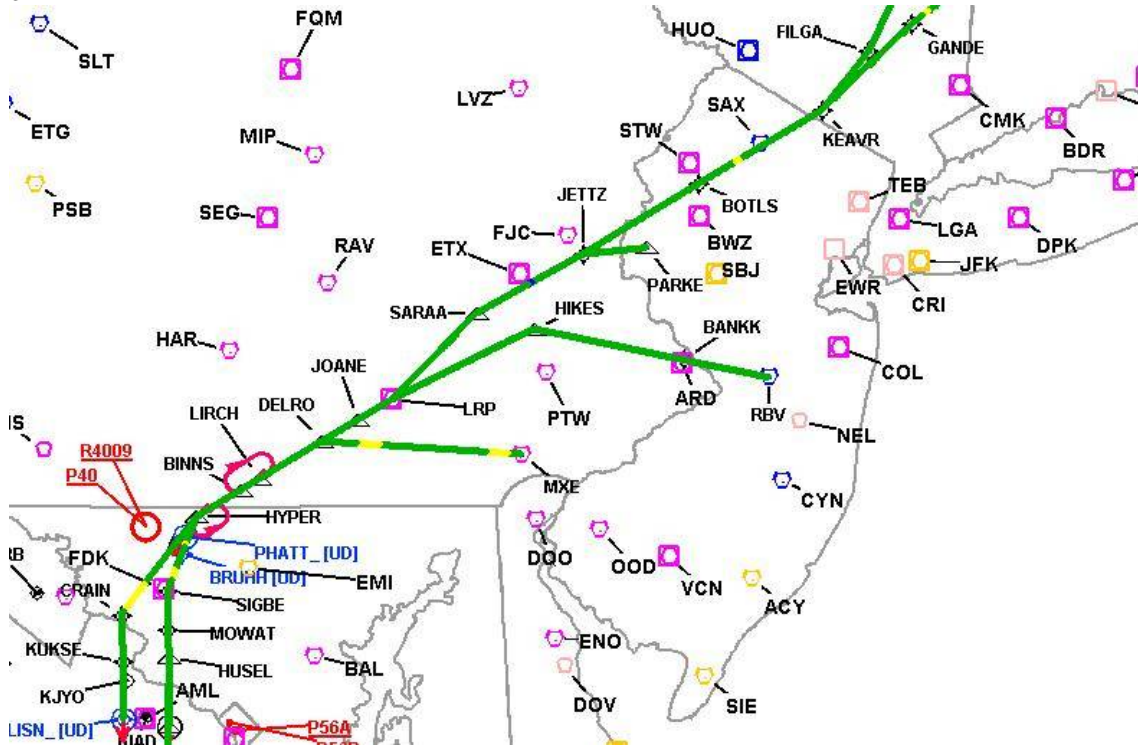 FQM
HUO
FILGA
GANDE
SLT
LVZ
SAX
STW
KEAVR
CMK
BDR
ETG
MIP
JETTZ
TEB
PSB
SEG
BOTLS
LGA
DPK
FJC
BWZ
RAV
ETX
SBJ
JFK
PARKE
EWR
CRI
SARAA
HIKES
HAR
BANKK
JOANE
COL
DELRO
LRP
PTW
ARD
RBV
LIRCH
NEL
R4009
P40
BINNS
MXE
CYN
HYPER
PHATT_[UD]
FDK
DQO
OOD
VCN
BRUHH[UD]
EMI
CRAIN
SIGBE
ACY
MOWAT
KUKSE
ENO
HUSEL
BAL
KJYO
AML
DOV
SIE
LISN_[UD]
P56A